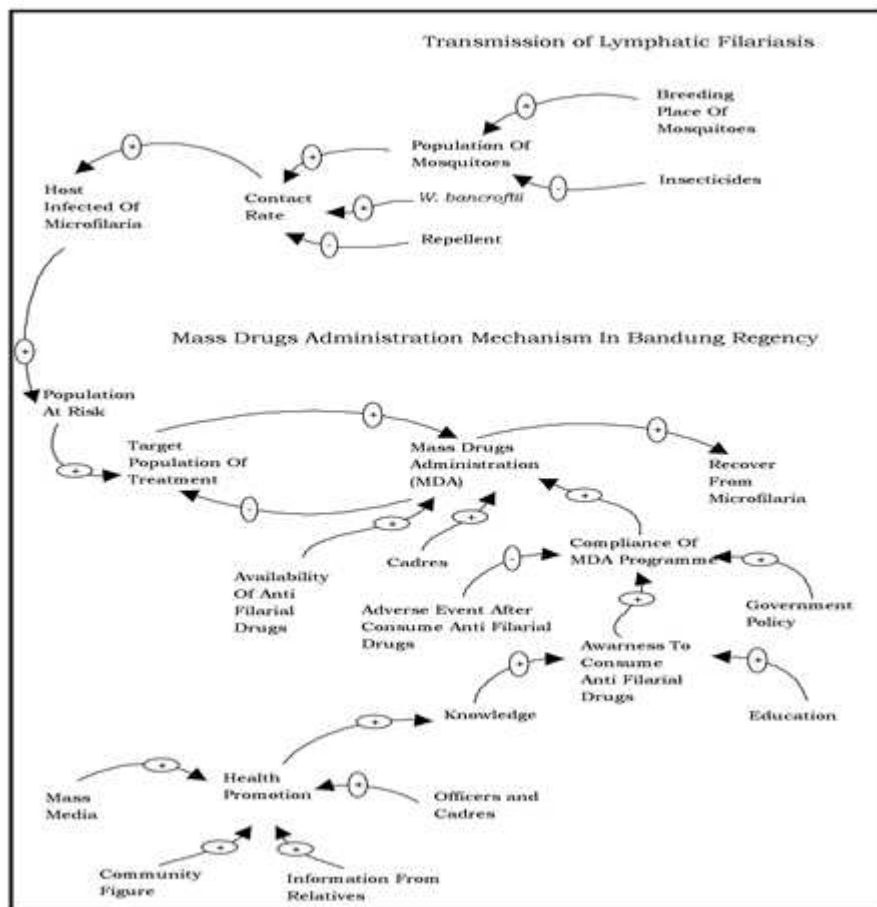 Transmission of Lymphatic Filariasis
Breeding
Place Of
Mosquitoes
+
Population Of
Mosquitoes
+
+
-
Insecticides
Host
Infected Of
Microfilaria
Contact
Rate
+
W. bancroftii
-
Repellent
Mass Drugs Administration Mechanism In Bandung Regency
+
Population
At Risk
+
Target
Population Of
Treatment
+
-
Mass Drugs
Administration
(MDA)
+
Recover
From
Microfilaria
+
Availability
Of Anti
Filarial
Drugs
+
Cadres
+
Compliance Of
MDA Programme
-
Adverse Event After
Consume Anti Filarial
Drugs
+
Government
Policy
+
Awarness To
Consume
Anti Filarial
Drugs
+
Knowledge
+
Education
+
Mass
Media
+
Health
Promotion
+
Officers and
Cadres
+
Community
Figure
+
Information From
Relatives